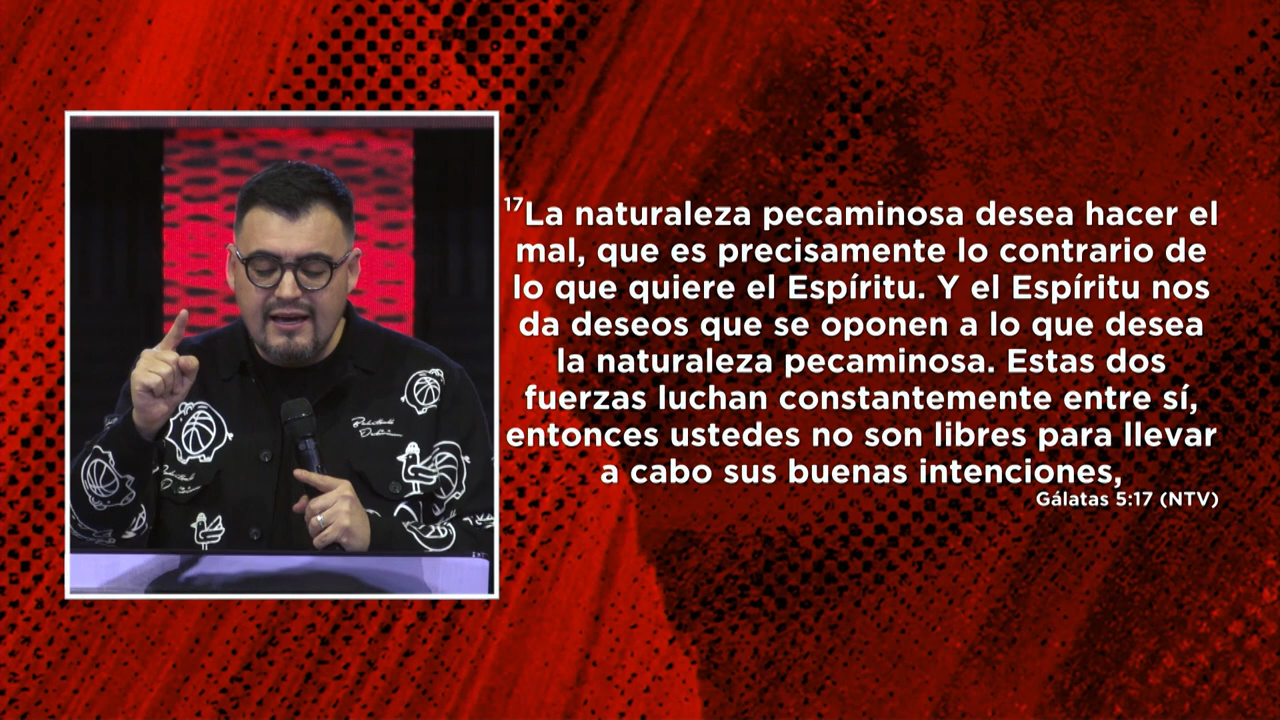 ¹⁷La naturaleza pecaminosa desea hacer el
mal, que es precisamente lo contrario de
lo que quiere el Espíritu. Y el Espíritu nos
da deseos que se oponen a lo que desea
la naturaleza pecaminosa. Estas dos
fuerzas luchan constantemente entre sí,
entonces ustedes no son libres para llevar
a cabo sus buenas intenciones,
Gálatas 5:17 (NTV)